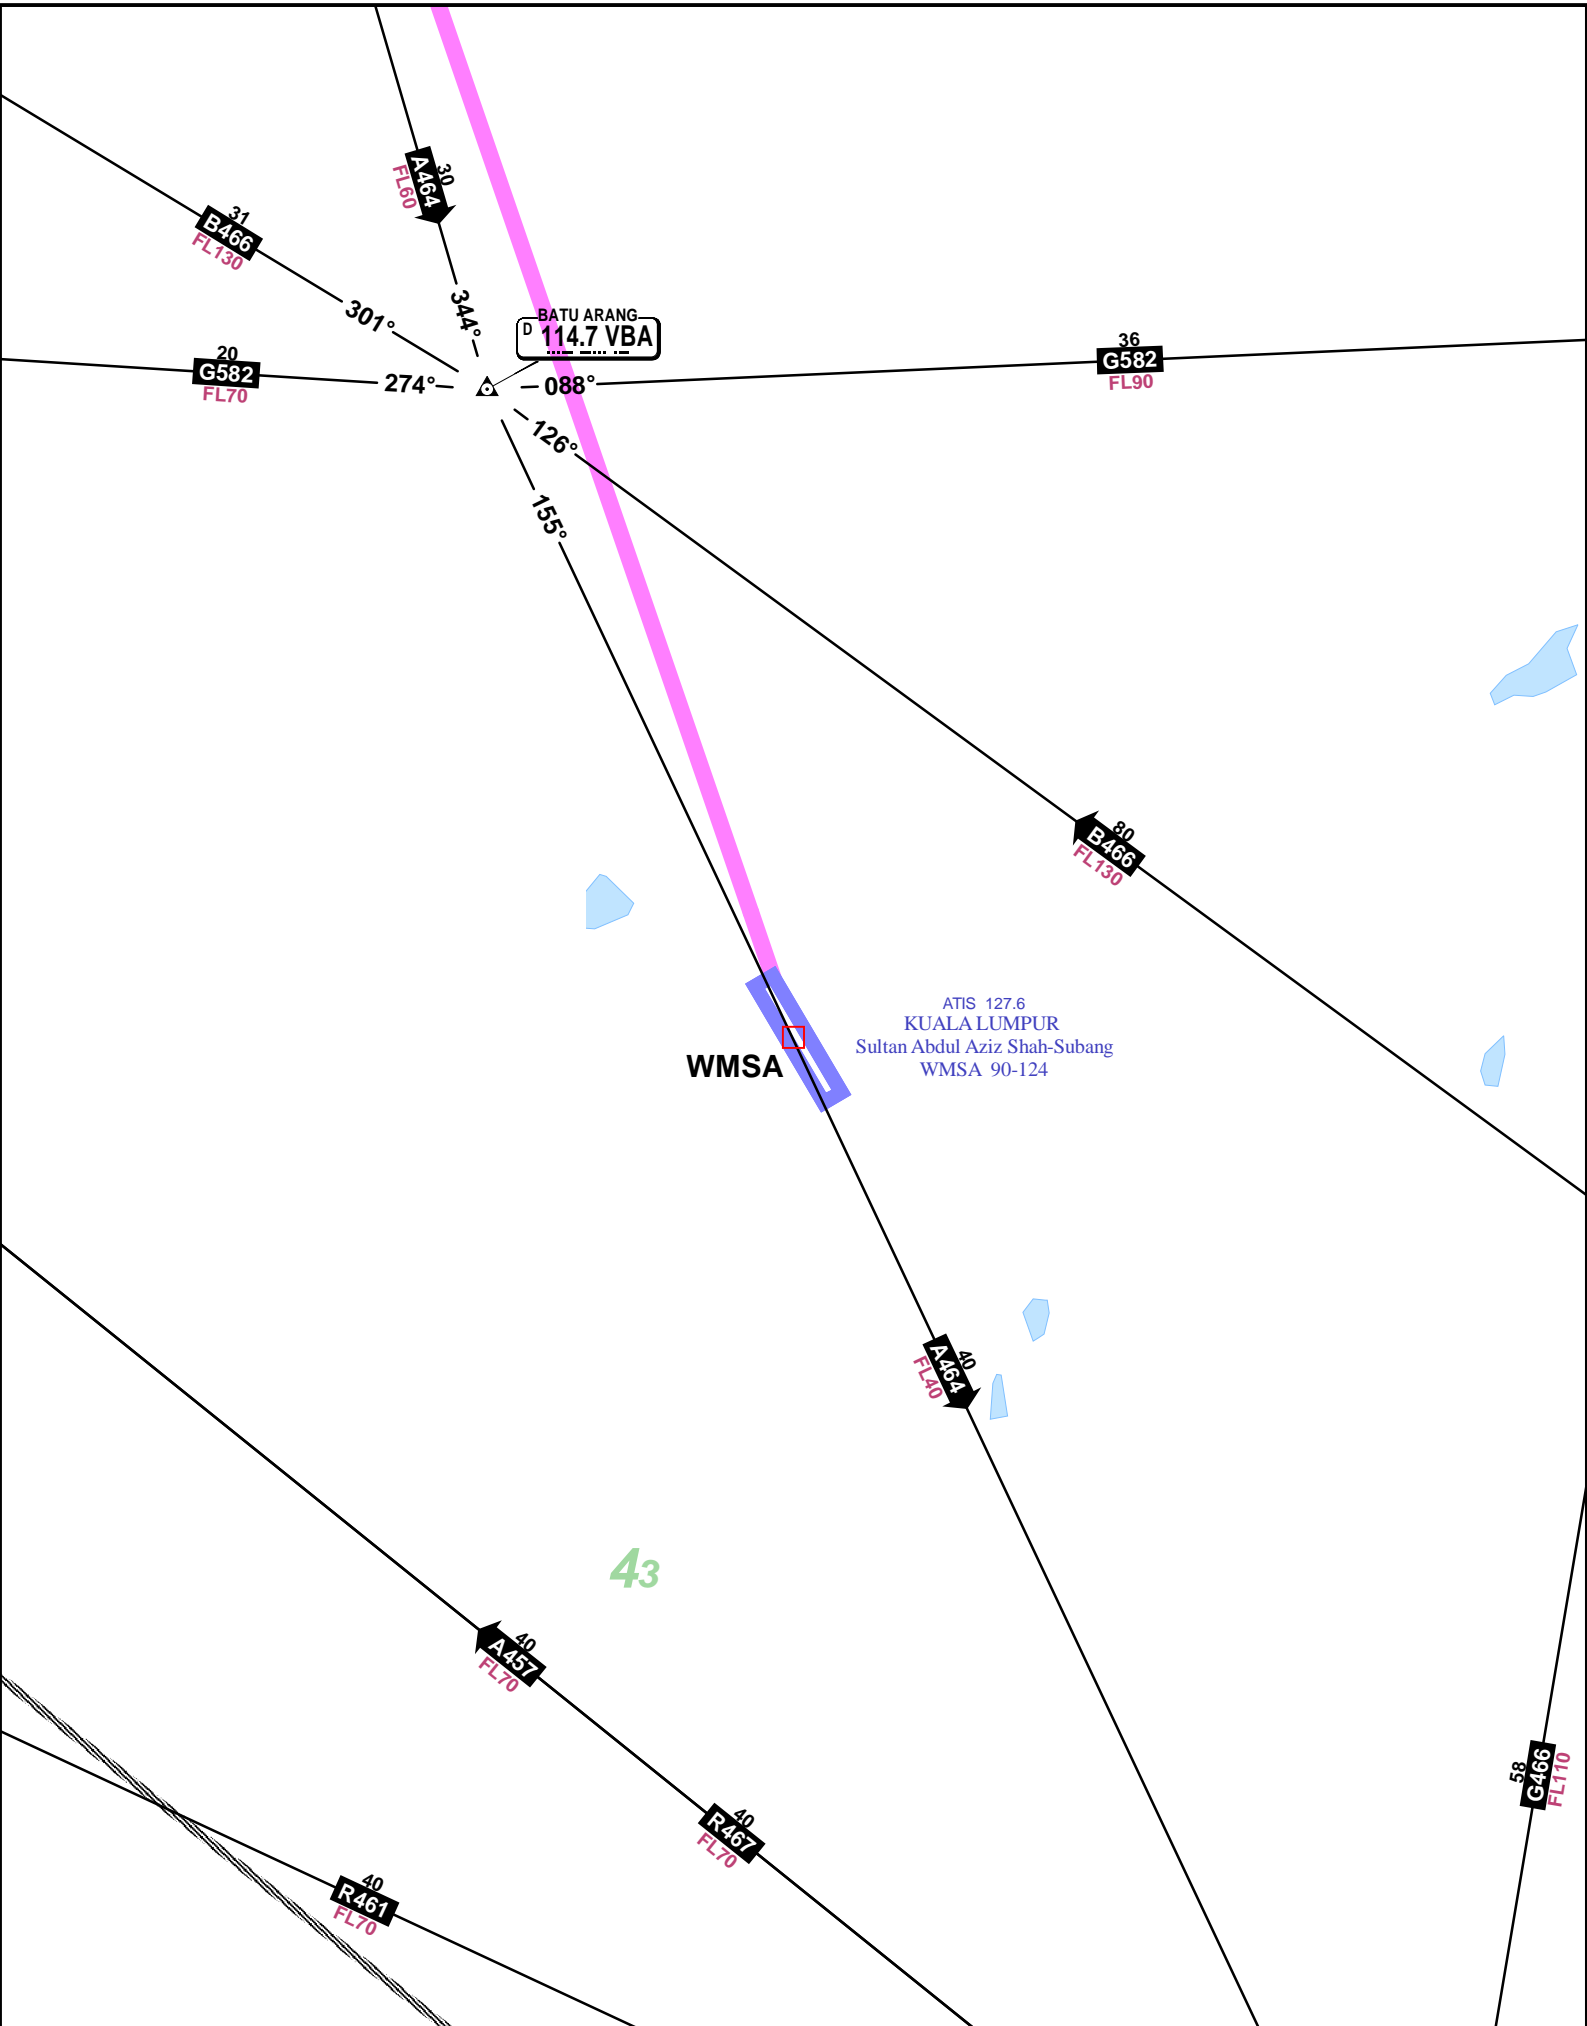 30
A464
FL60
31
B466
FL130
301°
344°
BATU ARANG
D 114.7 VBA
20
G582
FL70
274°
088°
36
G582
FL90
126°
155°
80
B466
FL130
ATIS 127.6
KUALA LUMPUR
Sultan Abdul Aziz Shah-Subang
WMSA 90-124
WMSA
40
A464
FL40
43
40
A457
FL70
58
G466
FL110
40
R467
FL70
40
R461
FL70